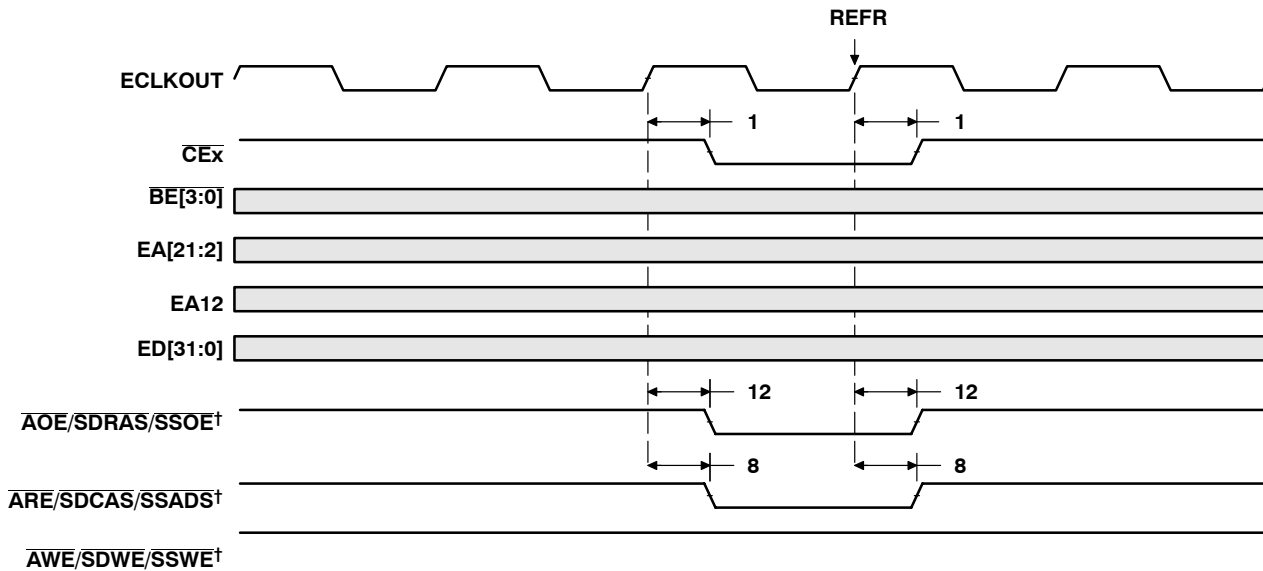 REFR
ECLKOUT
1 1
CEx
BE[3:0]
EA[21:2]
EA12
ED[31:0]
12 12
AOE/SDRAS/SSOE†
8 8
ARE/SDCAS/SSADS†
AWE/SDWE/SSWE†